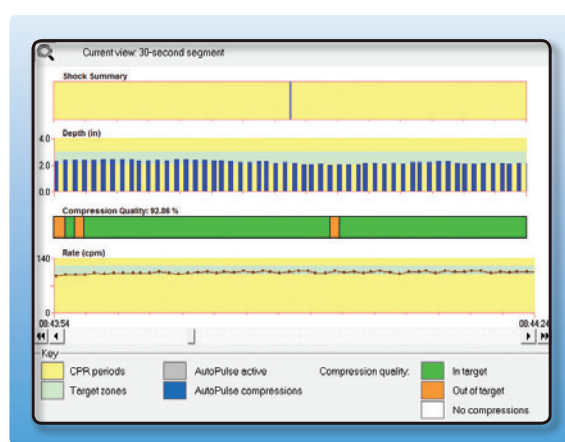 Current view: 30-second segment
Shock Summary
Depth (in)
4.0
2.0
0.0
Compression Quality: 92.86 %
Rate (cpm)
140
0
00:43:54
00:44:24
Key
CPR periods
AutoPulse active
Compression quality:
In target
Target zones
AutoPulse compressions
Out of target
No compressions